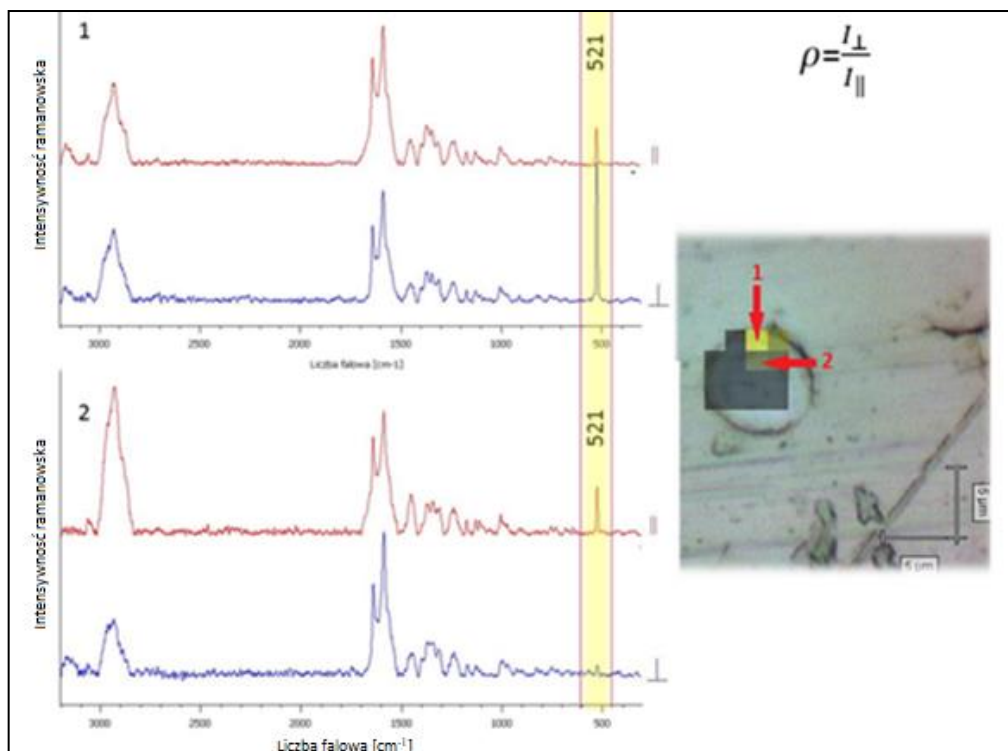 1
Intensywność ramanowska
521
||
⊥
3000 2500 2000 1500 1000 500
Liczba falowa [cm-1]
2
Intensywność ramanowska
521
||
⊥
3000 2500 2000 1500 1000 500
Liczba falowa [cm⁻¹]
ρ=I⊥/I∥
1
2
5 μm
5 μm